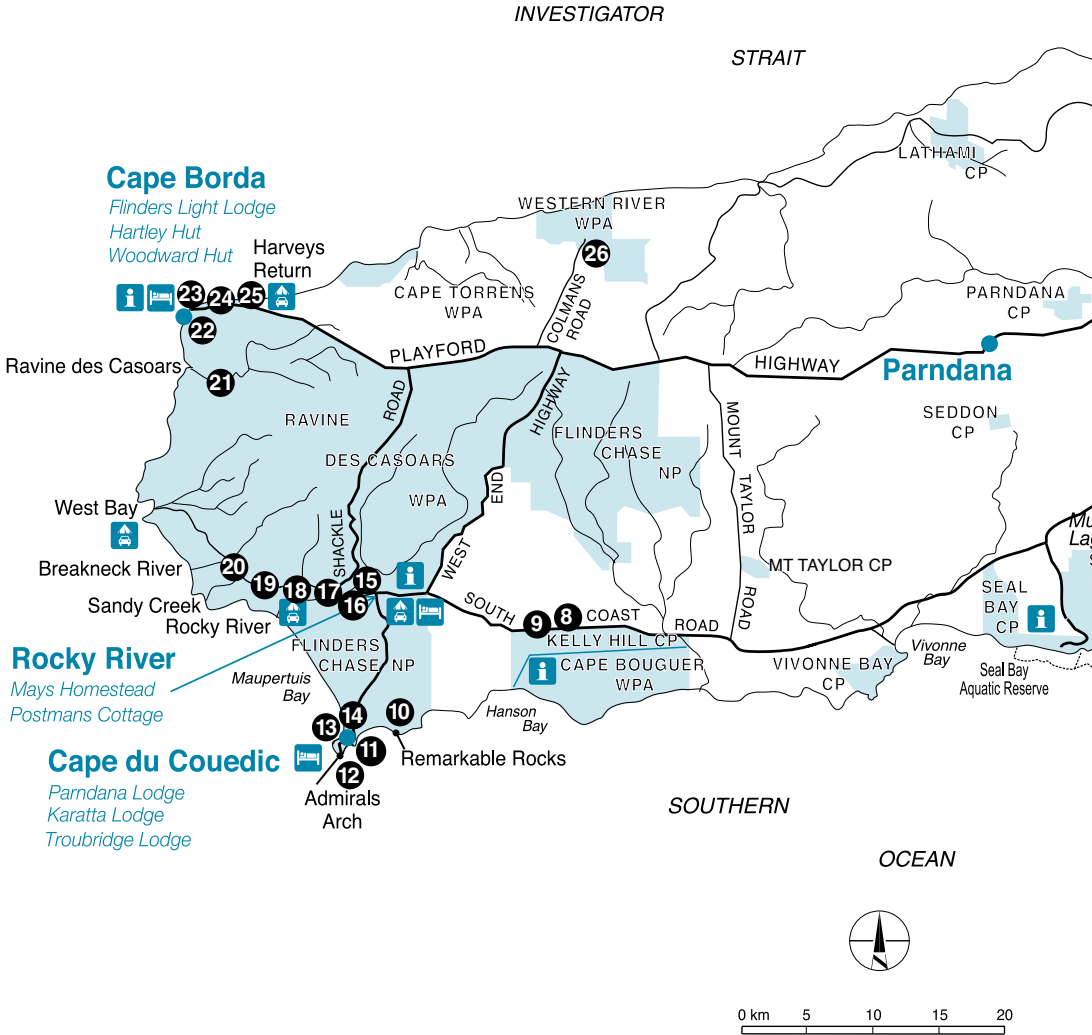 INVESTIGATOR
STRAIT
LATHAMI
CP
Cape Borda
Flinders Light Lodge
Hartley Hut
Woodward Hut
Harveys
Return
WESTERN RIVER
WPA
26
23
24
25
22
CAPE TORRENS
WPA
COLMANS
ROAD
PARNDANA
CP
PLAYFORD
HIGHWAY
Parndana
Ravine des Casoars
21
ROAD
HIGHWAY
RAVINE
DES CASOARS
WPA
FLINDERS
CHASE
NP
MOUNT
TAYLOR
ROAD
SEDDON
CP
END
WEST
SHACKLE
West Bay
Breakneck River
20
19
18
17
16
15
Sandy Creek
Rocky River
MT TAYLOR CP
SEAL
BAY
CP
SOUTH
9
8
COAST
ROAD
KELLY HILL CP
CAPE BOUGUER
WPA
FLINDERS
CHASE NP
Rocky River
Mays Homestead
Postmans Cottage
Maupertuis
Bay
VIVONNE BAY
CP
Vivonne
Bay
Seal Bay
Aquatic Reserve
Hanson
Bay
14
13
10
11
12
Remarkable Rocks
Cape du Couedic
Parndana Lodge
Karatta Lodge
Troubridge Lodge
Admirals
Arch
SOUTHERN
OCEAN
0 km 5 10 15 20